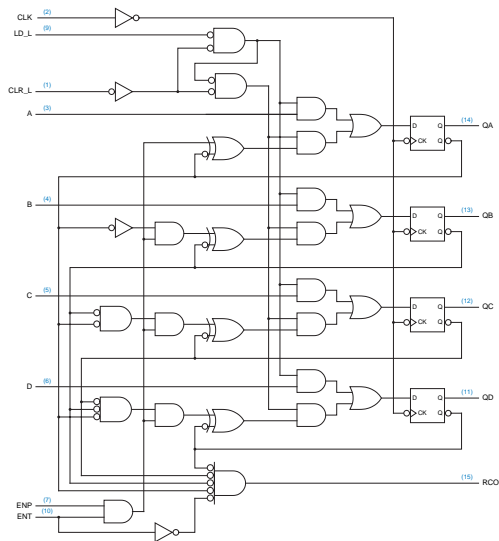 CLK (2)
LD_L (9)
CLR_L (1)
A (3)
D Q (14) QA
CK
B (4)
D Q (13) QB
CK
C (5)
D Q (12) QC
CK
D (6)
D Q (11) QD
CK
(15) RCO
ENP (7)
ENT (10)